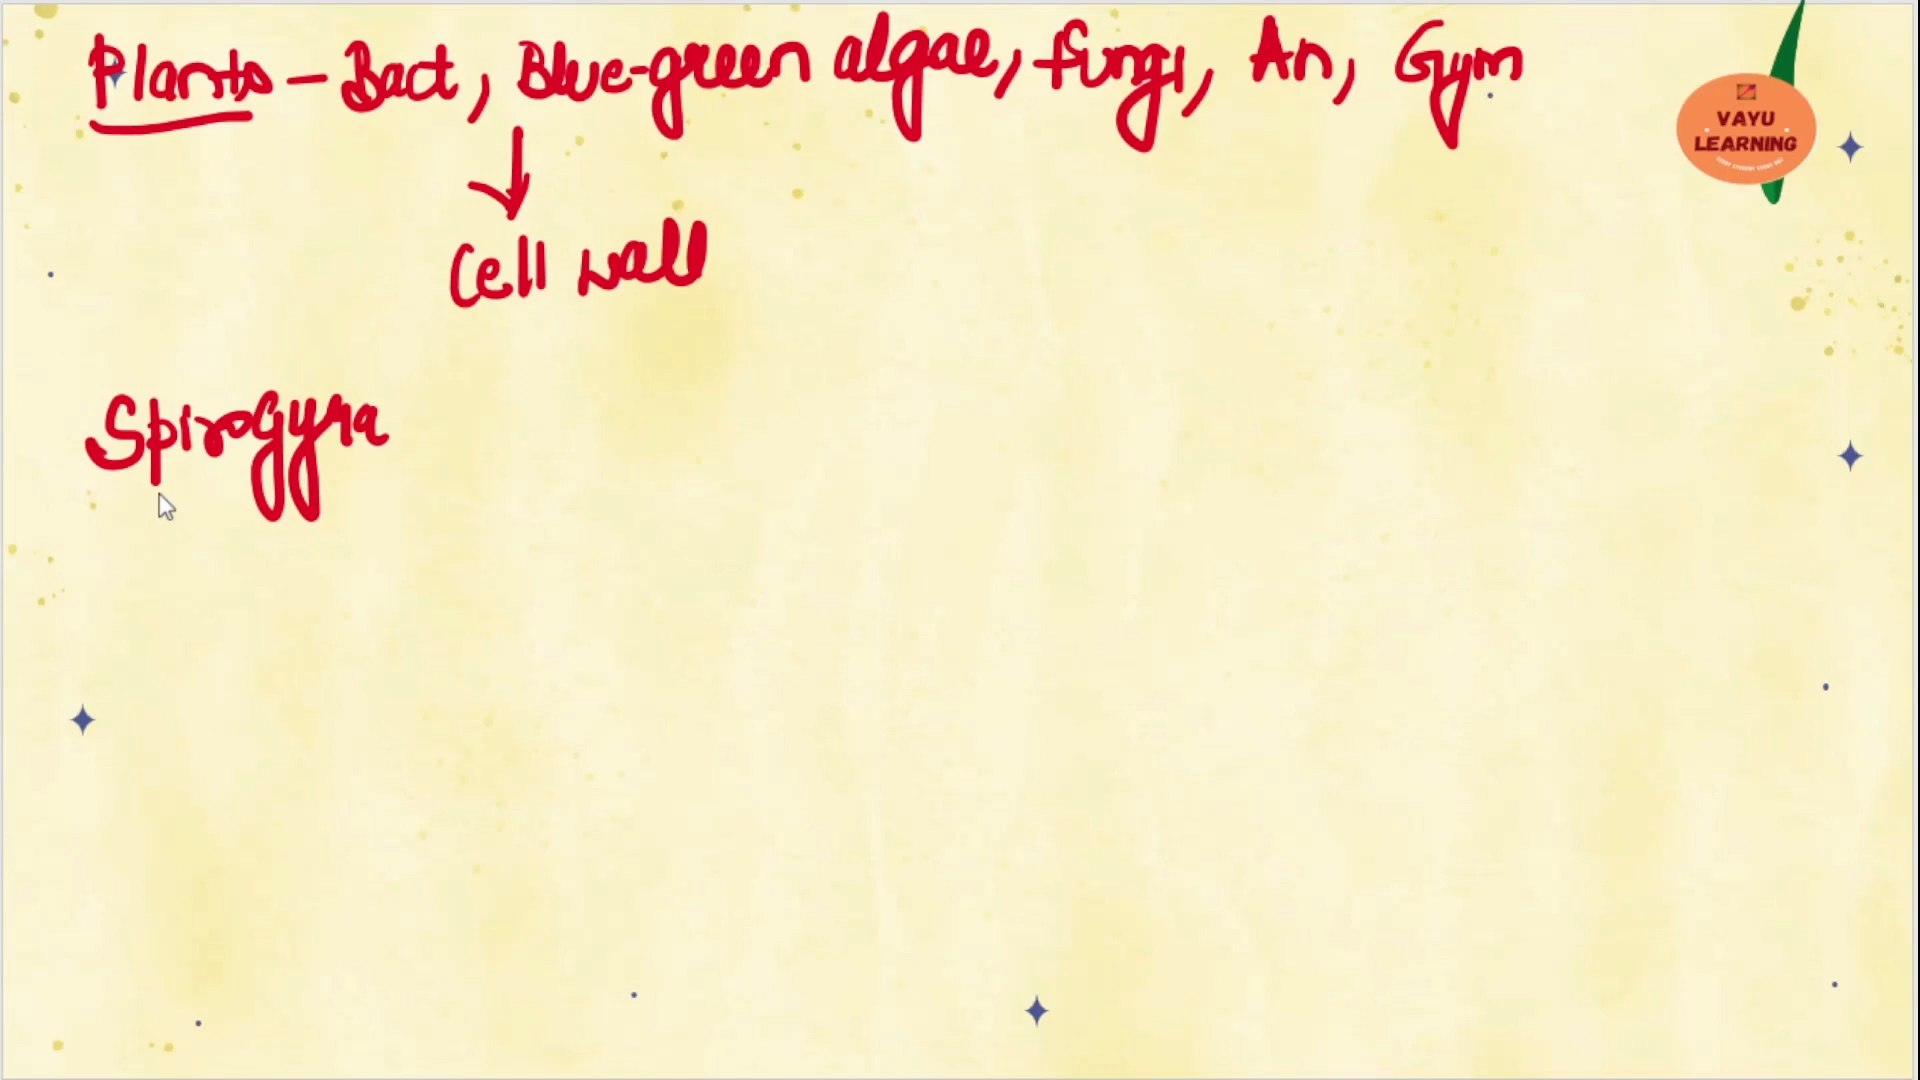 Plants - Bact, Blue-green algae, fungi, An, Gym
Cell wall
Spirogyra
VAYU
LEARNING